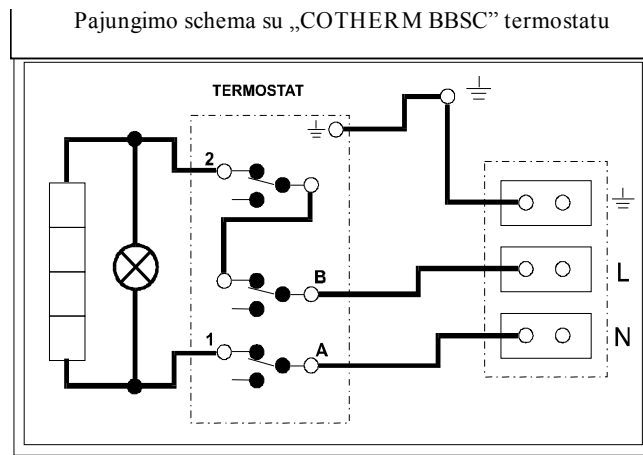 Pajungimo schema su „COTHERM BBSC” termostatu
TERMOSTAT
2
B
L
1
A
N